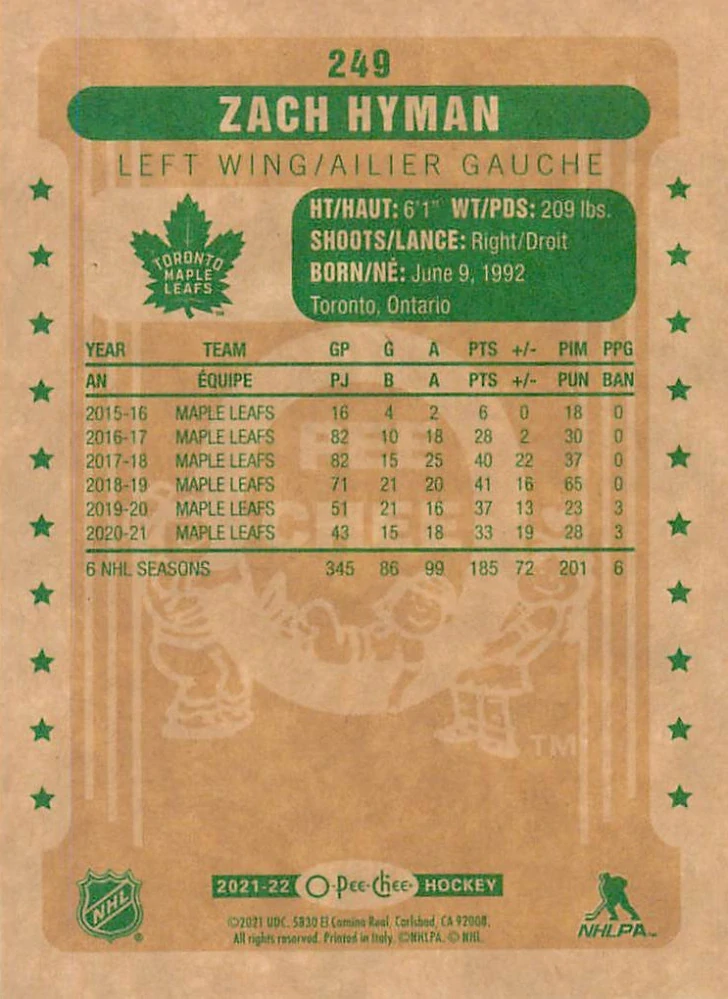 249
ZACH HYMAN
LEFT WING/AILIER GAUCHE
TORONTO
MAPLE
LEAFS
HT/HAUT: 6'1" WT/PDS: 209 lbs.
SHOOTS/LANCE: Right/Droit
BORN/NÉ: June 9, 1992
Toronto, Ontario
YEAR TEAM GP G A PTS +/- PIM PPG
AN ÉQUIPE PJ B A PTS +/- PUN BAN
2015-16 MAPLE LEAFS 16 4 2 6 0 18 0
2016-17 MAPLE LEAFS 82 10 18 28 2 30 0
2017-18 MAPLE LEAFS 82 15 25 40 22 37 0
2018-19 MAPLE LEAFS 71 21 20 41 16 65 0
2019-20 MAPLE LEAFS 51 21 16 37 13 23 3
2020-21 MAPLE LEAFS 43 15 18 33 19 28 3
6 NHL SEASONS 345 86 99 185 72 201 6
PEE
CHEE
TM
NHL
2021-22 O-Pee-Chee HOCKEY
©2021 UDC. 5830 El Camino Real, Carlsbad, CA 92008.
All rights reserved. Printed in Italy. ©NHLPA. © NHL.
NHLPA